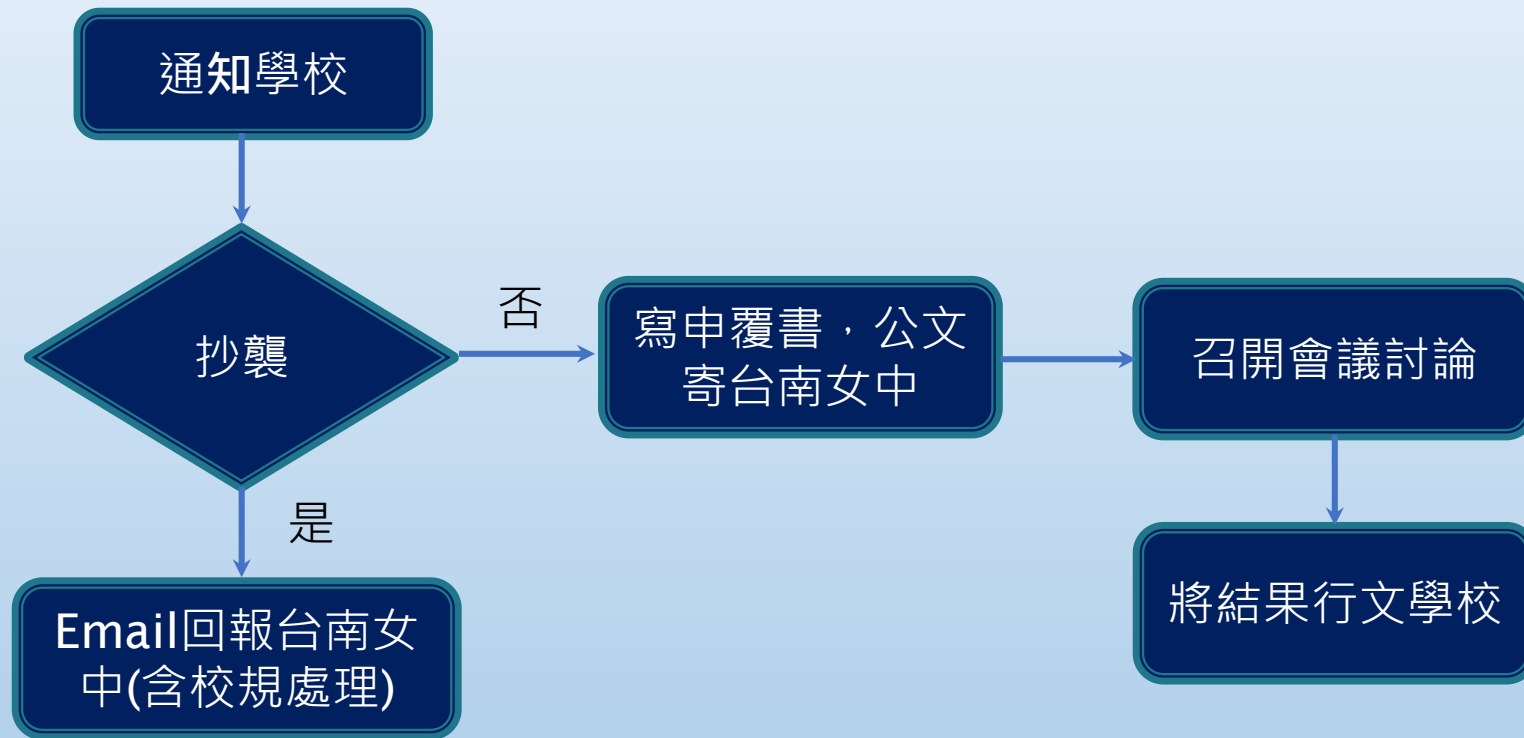 通知學校
抄襲
否
寫申覆書，公文
寄台南女中
召開會議討論
是
Email回報台南女
中(含校規處理)
將結果行文學校